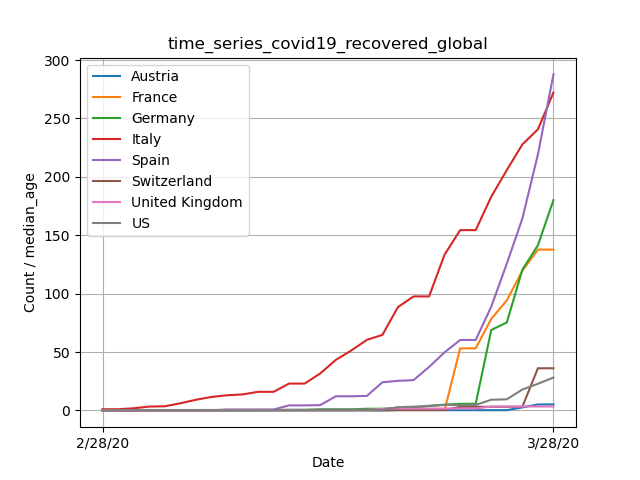 time_series_covid19_recovered_global
300
250
200
150
100
50
0
Count / median_age
Austria
France
Germany
Italy
Spain
Switzerland
United Kingdom
US
2/28/20
3/28/20
Date